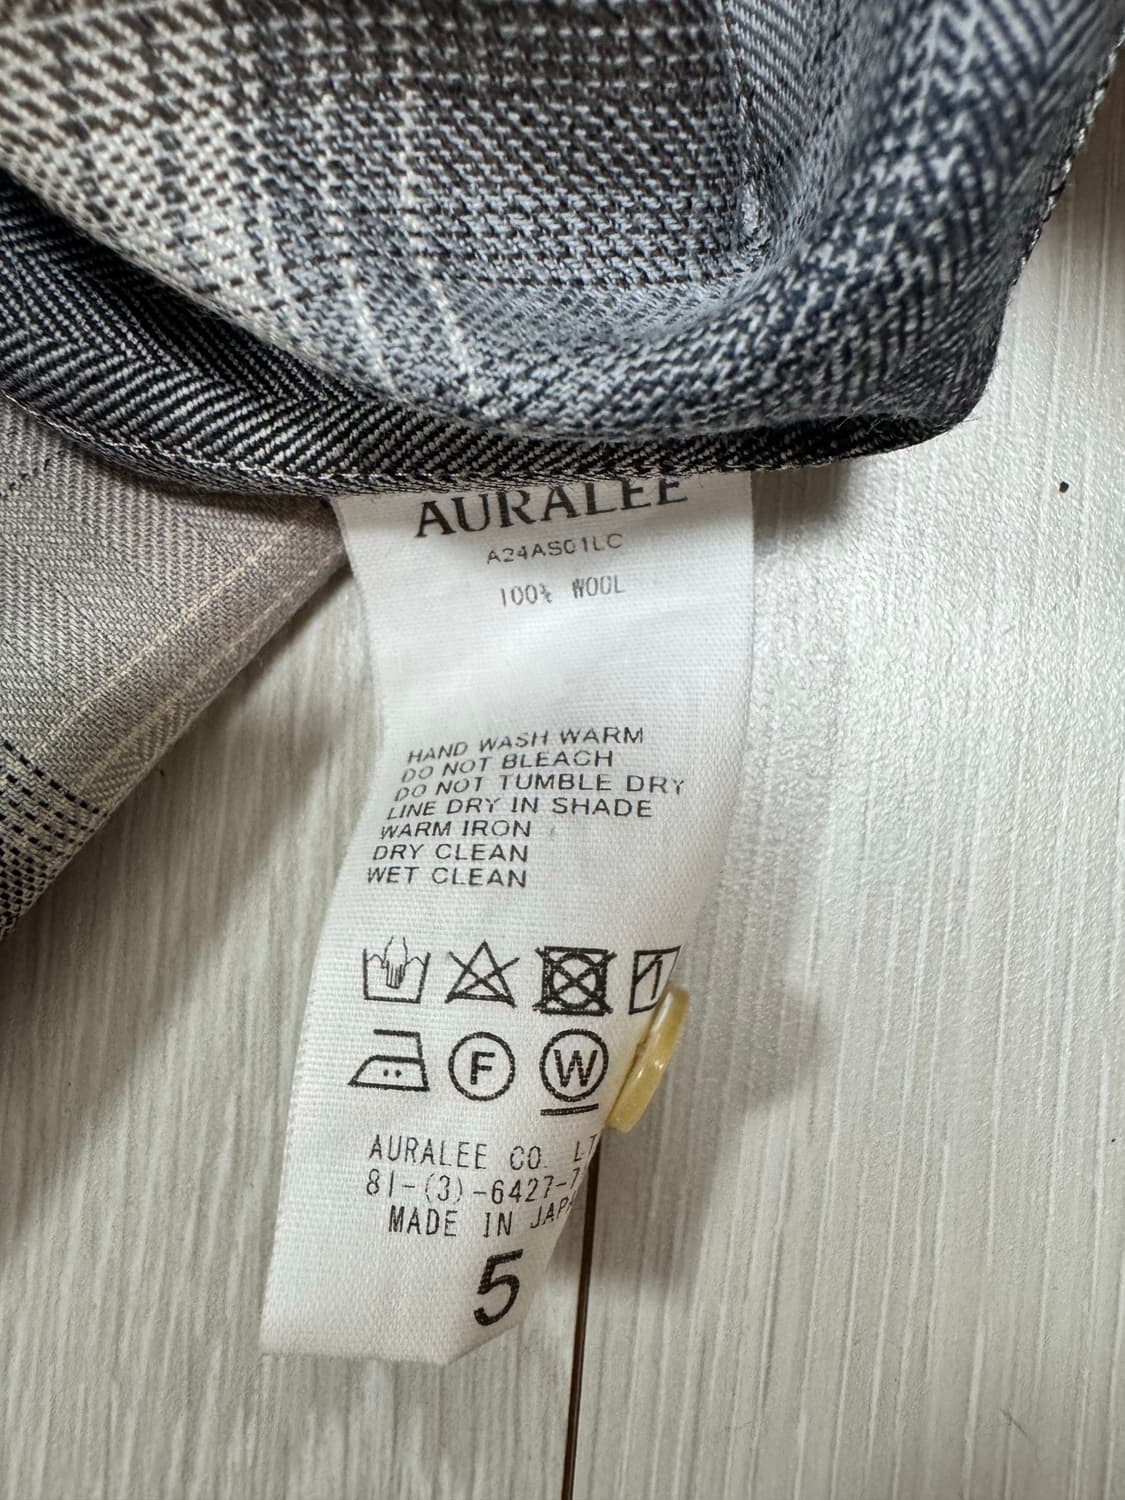 AURALEE
A24AS01LC
100% WOOL
HAND WASH WARM
DO NOT BLEACH
DO NOT TUMBLE DRY
LINE DRY IN SHADE
WARM IRON
DRY CLEAN
WET CLEAN
F
W
AURALEE CO. LT
81-(3)-6427-7
MADE IN JAPA
5